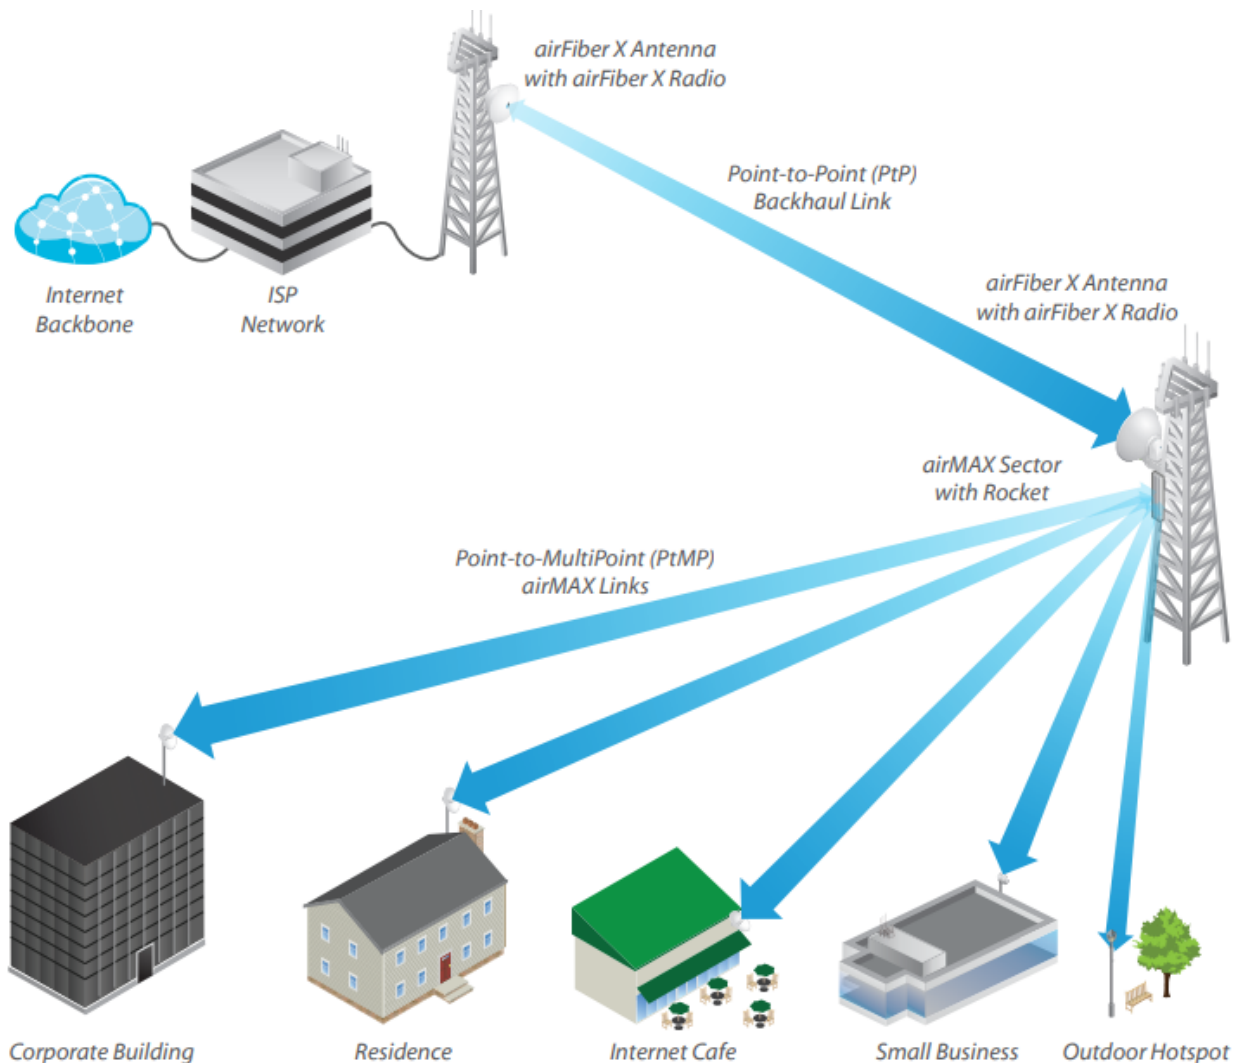 airFiber X Antenna
with airFiber X Radio
Point-to-Point (PtP)
Backhaul Link
Internet
Backbone
ISP
Network
airFiber X Antenna
with airFiber X Radio
airMAX Sector
with Rocket
Point-to-MultiPoint (PtMP)
airMAX Links
Corporate Building
Residence
Internet Cafe
Small Business
Outdoor Hotspot